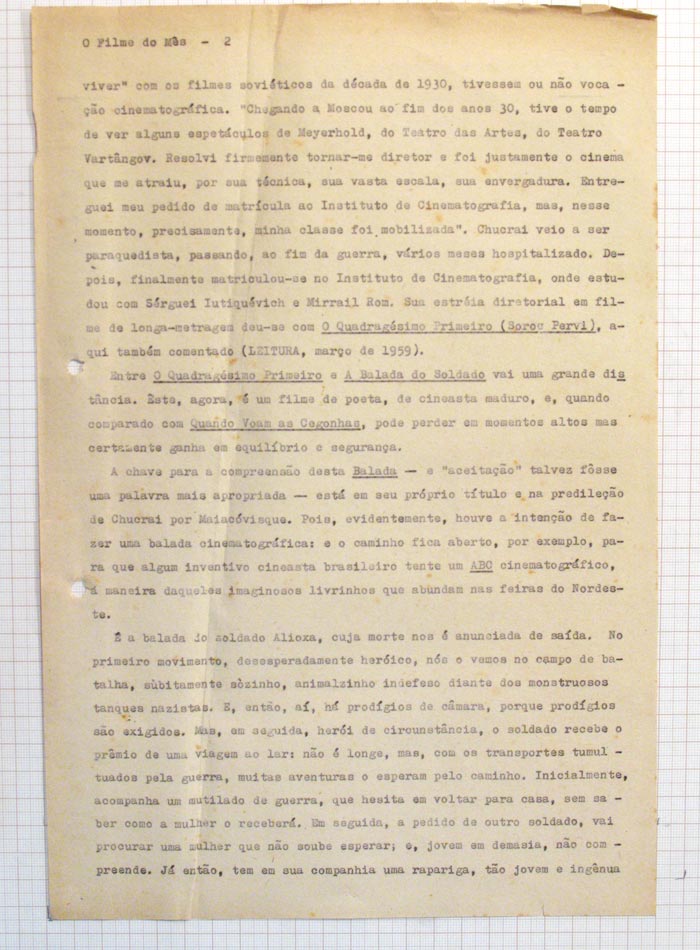 O Filme do Mês - 2
viver" com os filmes soviéticos da década de 1930, tivessem ou não voca -
ção cinematográfica. "Chegando a Moscou ao fim dos anos 30, tive o tempo
de ver alguns espetáculos de Meyerhold, do Teatro das Artes, do Teatro
Vartângov. Resolvi firmemente tornar-me diretor e foi justamente o cinema
que me atraiu, por sua técnica, sua vasta escala, sua envergadura. Entre-
guei meu pedido de matrícula ao Instituto de Cinematografia, mas, nesse
momento, precisamente, minha classe foi mobilizada". Chucrai veio a ser
paraquedista, passando, ao fim da guerra, vários meses hospitalizado. De-
pois, finalmente matriculou-se no Instituto de Cinematografia, onde estu-
dou com Sérguei Iutiquévich e Mirrail Rom. Sua estréia diretorial em fil-
me de longa-metragem deu-se com O Quadragésimo Primeiro (Soroc Pervi), a-
qui também comentado (LEITURA, março de 1959).
Entre O Quadragésimo Primeiro e A Balada do Soldado vai uma grande dis
tância. Êste, agora, é um filme de poeta, de cineasta maduro, e, quando
comparado com Quando Voam as Cegonhas, pode perder em momentos altos mas
certamente ganha em equilíbrio e segurança.
A chave para a compreensão desta Balada — e "aceitação" talvez fôsse
uma palavra mais apropriada — está em seu próprio título e na predileção
de Chucrai por Maiacóvisque. Pois, evidentemente, houve a intenção de fa-
zer uma balada cinematográfica: e o caminho fica aberto, por exemplo, pa-
ra que algum inventivo cineasta brasileiro tente um ABC cinematográfico,
á maneira daqueles imaginosos livrinhos que abundam nas feiras do Nordes-
te.
É a balada do soldado Alioxa, cuja morte nos é anunciada de saída. No
primeiro movimento, desesperadamente heróico, nós o vemos no campo de ba-
talha, sùbitamente sòzinho, animalzinho indefeso diante dos monstruosos
tanques nazistas. E, então, aí, há prodígios de câmara, porque prodígios
são exigidos. Mas, em seguida, herói de circunstância, o soldado recebe o
prêmio de uma viagem ao lar: não é longe, mas, com os transportes tumul -
tuados pela guerra, muitas aventuras o esperam pelo caminho. Inicialmente,
acompanha um mutilado de guerra, que hesita em voltar para casa, sem sa -
ber como a mulher o receberá. Em seguida, a pedido de outro soldado, vai
procurar uma mulher que não soube esperar; e, jovem em demasia, não com -
preende. Já então, tem em sua companhia uma rapariga, tão jovem e ingênua